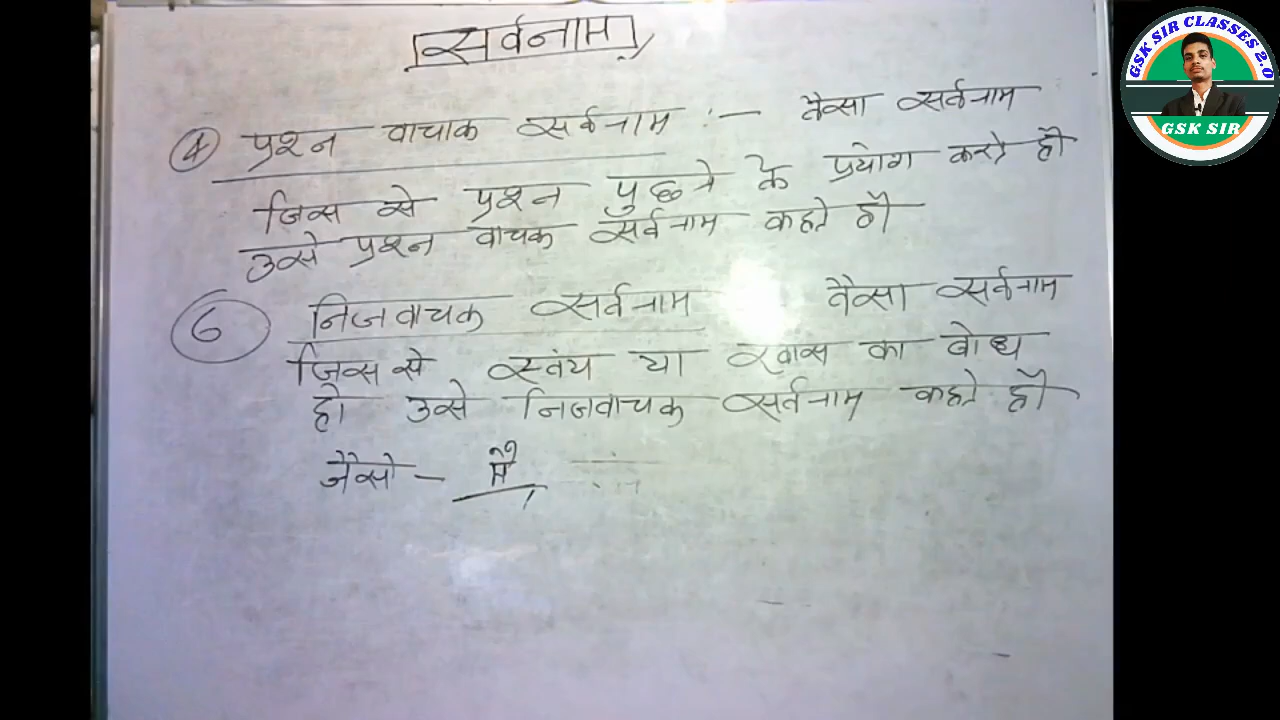 सर्वनाम
④ प्रश्न वाचाक सर्वनाम :- वैसा सर्वनाम
जिस से प्रश्न पुछने के प्रयोग करते हौ
उसे प्रश्न वाचक सर्वनाम कहते हौ
6 निजवाचक सर्वनाम वैसा सर्वनाम
जिस से स्वंय या खास का बोध
हो उसे निजवाचक सर्वनाम कहते हौ
जैसे - मै
GSK SIR CLASSES 2.0
GSK SIR